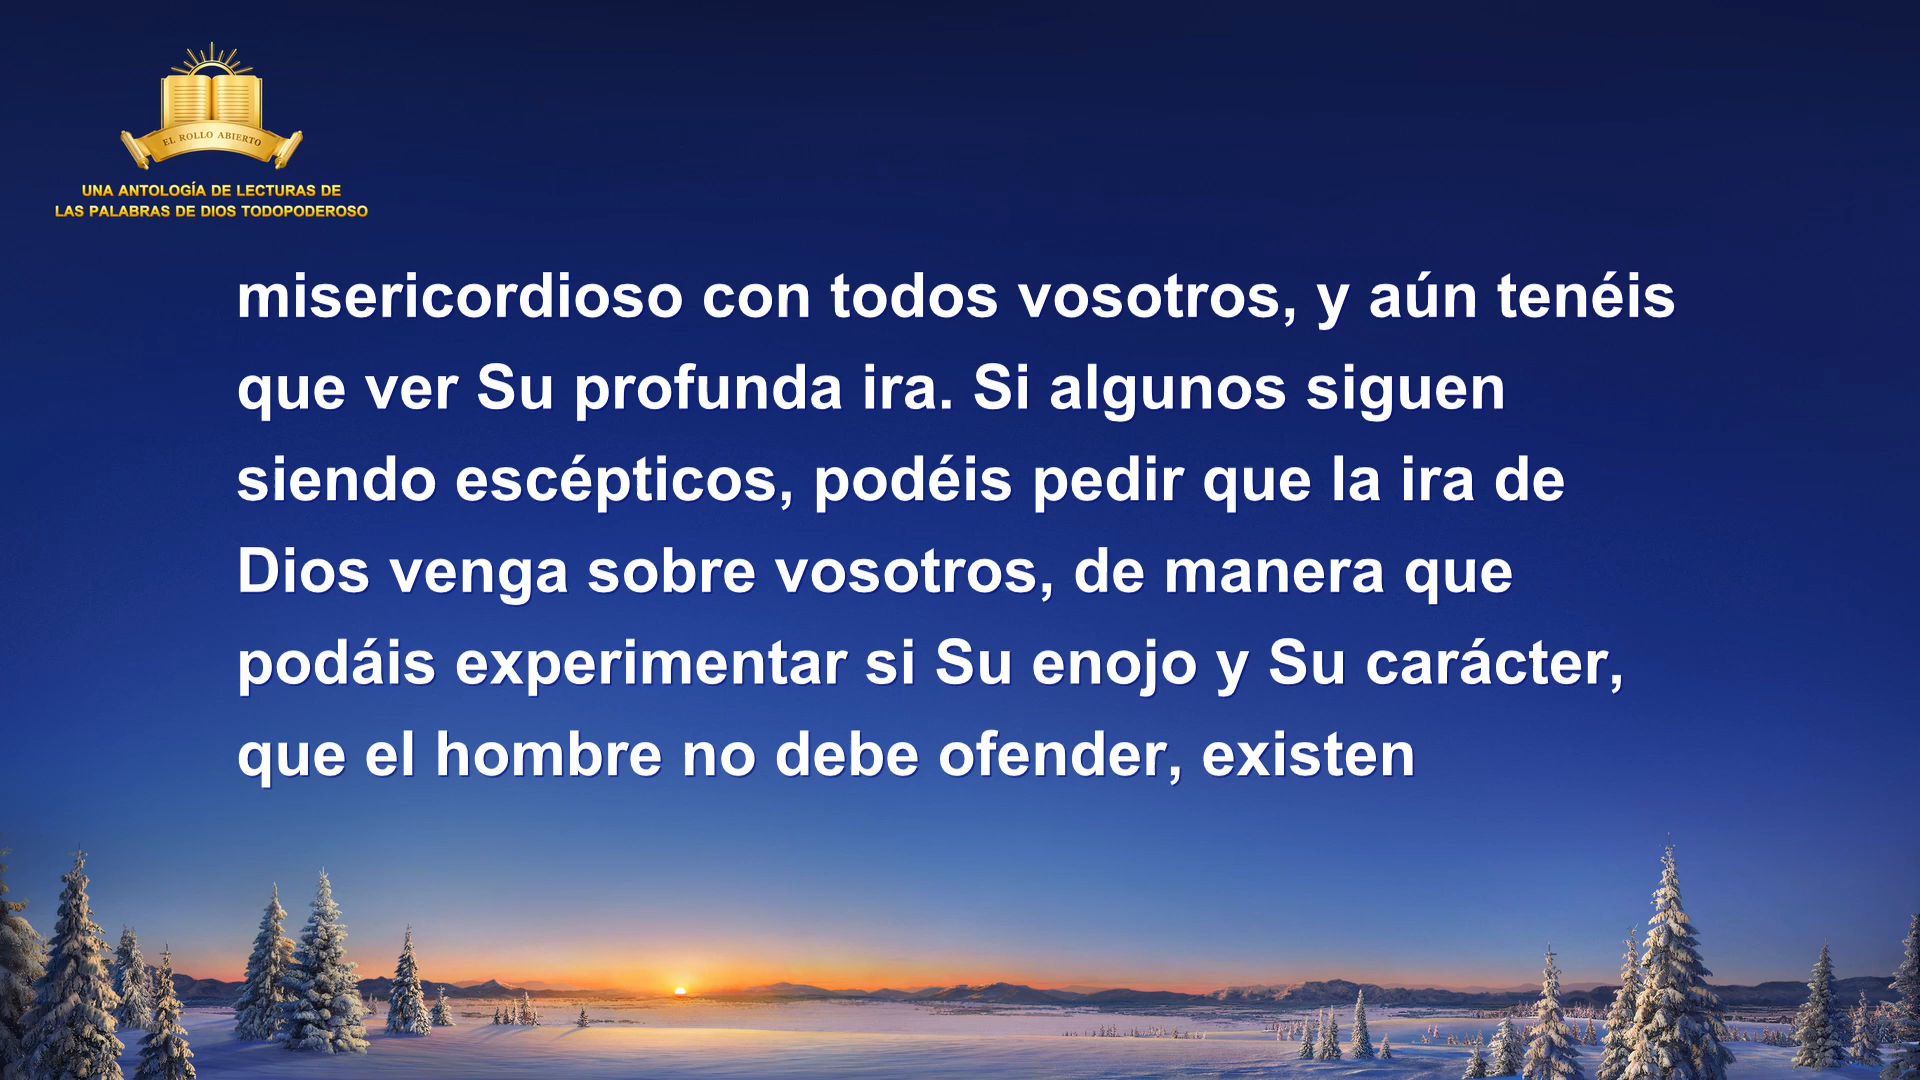 EL ROLLO ABIERTO
UNA ANTOLOGÍA DE LECTURAS DE
LAS PALABRAS DE DIOS TODOPODEROSO
misericordioso con todos vosotros, y aún tenéis
que ver Su profunda ira. Si algunos siguen
siendo escépticos, podéis pedir que la ira de
Dios venga sobre vosotros, de manera que
podáis experimentar si Su enojo y Su carácter,
que el hombre no debe ofender, existen